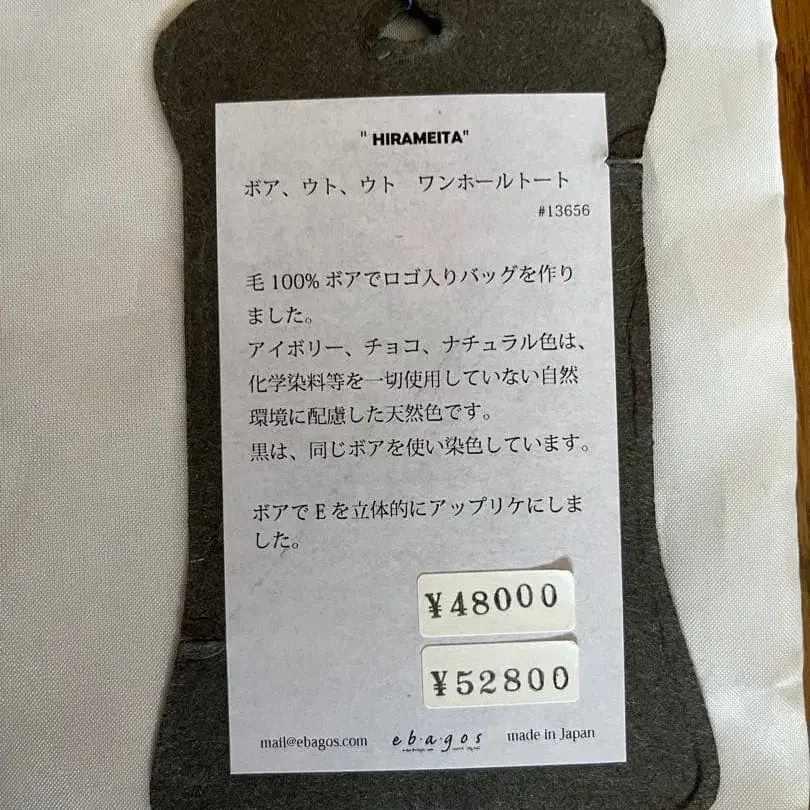 " HIRAMEITA"
ボア、ウト、ウト　ワンホールトート
#13656
毛 100% ボアでロゴ入りバッグを作り
ました。
アイボリー、チョコ、ナチュラル色は、
化学染料等を一切使用していない自然
環境に配慮した天然色です。
黒は、同じボアを使い染色しています。
ボアで E を立体的にアップリケにしま
した。
¥48000
¥52800
mail@ebagos.com e·b·a·g·o·s made in Japan